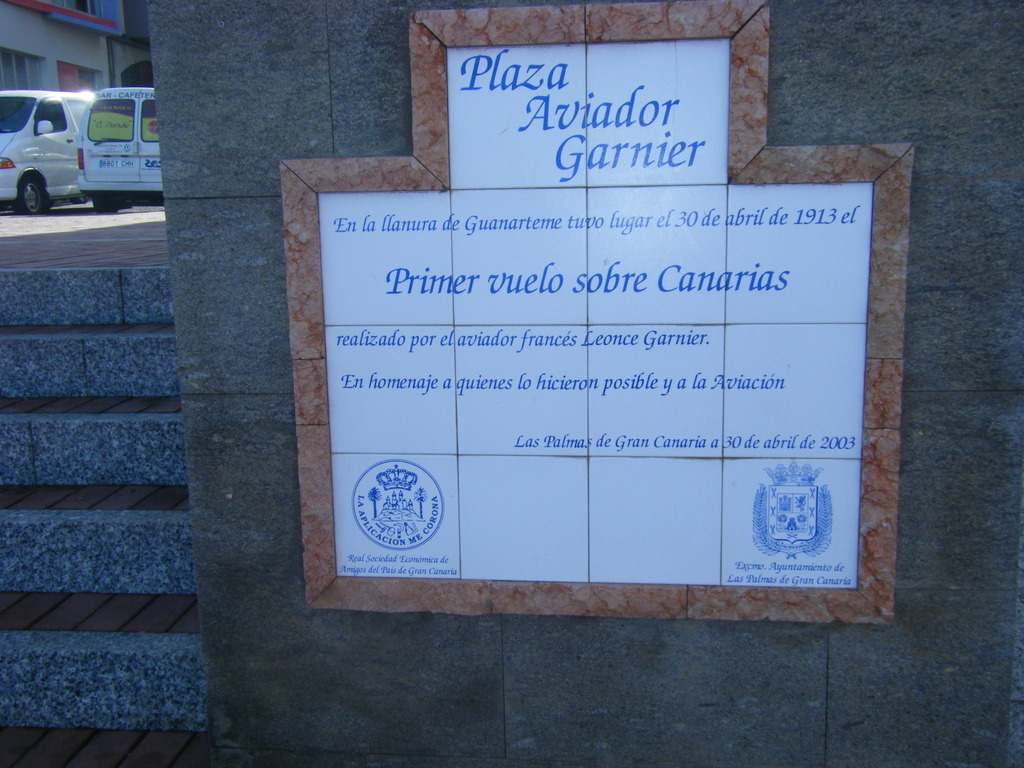 Plaza
Aviador
Garnier
En la llanura de Guanarteme tuvo lugar el 30 de abril de 1913 el
Primer vuelo sobre Canarias
realizado por el aviador francés Leonce Garnier.
En homenaje a quienes lo hicieron posible y a la Aviación
Las Palmas de Gran Canaria a 30 de abril de 2003
LA APLICACION ME CORONA
Real Sociedad Económica de
Amigos del País de Gran Canaria
Excmo. Ayuntamiento de
Las Palmas de Gran Canaria
8801 CHH